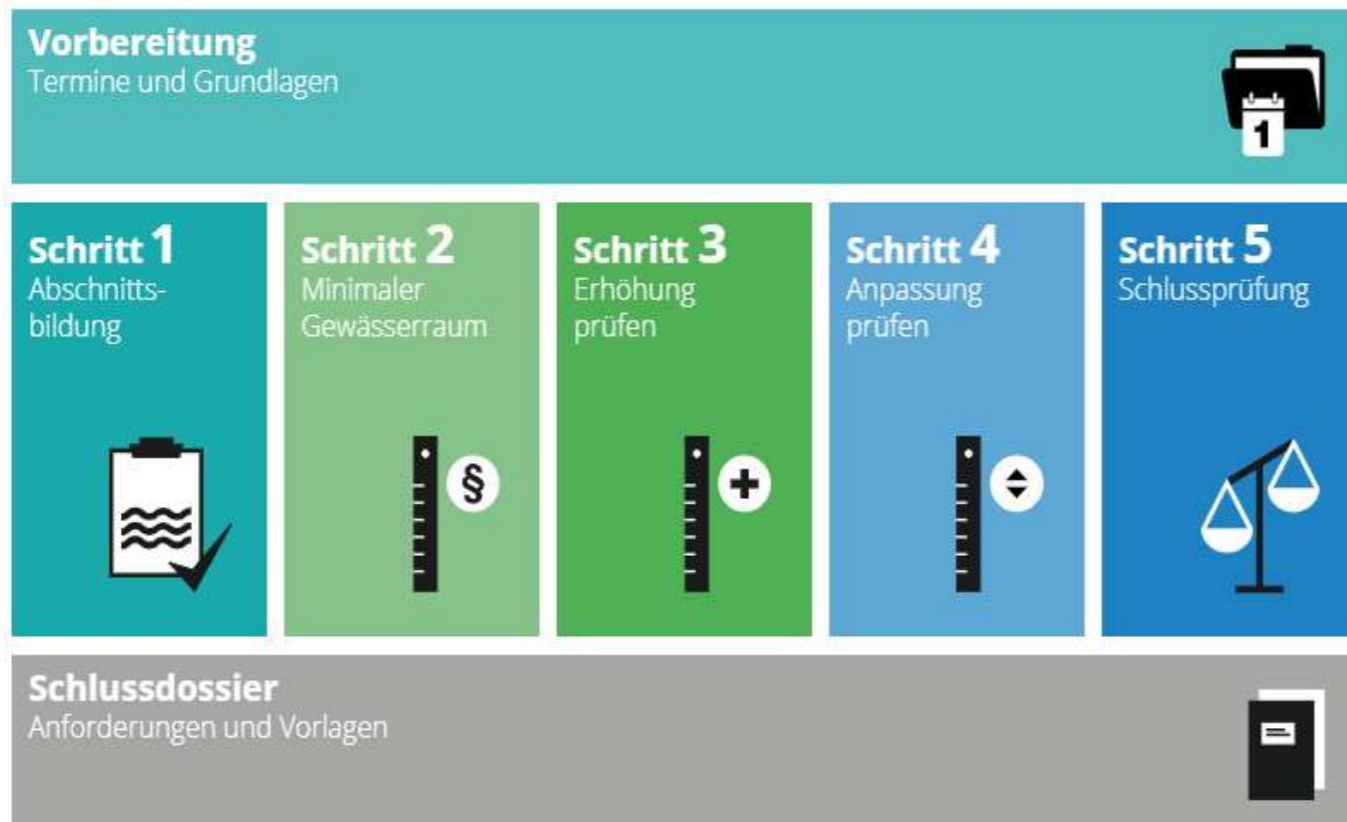 Vorbereitung
Termine und Grundlagen
1
Schritt 1
Abschnitts-
bildung
Schritt 2
Minimaler
Gewässerraum
§
Schritt 3
Erhöhung
prüfen
Schritt 4
Anpassung
prüfen
Schritt 5
Schlussprüfung
Schlussdossier
Anforderungen und Vorlagen